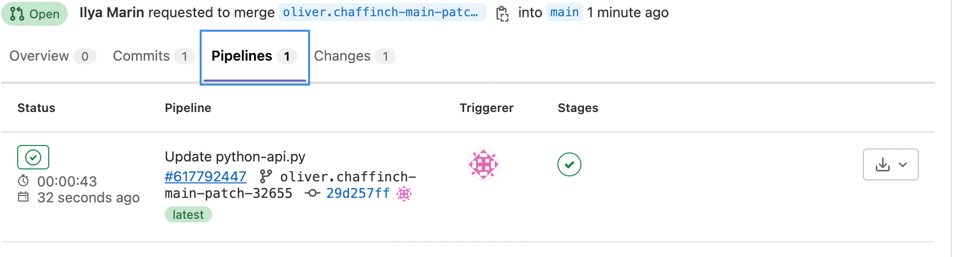 Open Ilya Marin requested to merge oliver.chaffinch-main-patc… into main 1 minute ago
Overview 0 Commits 1 Pipelines 1 Changes 1
Status Pipeline Triggerer Stages
Update python-api.py
#617792447 oliver.chaffinch-
00:00:43 main-patch-32655 29d257ff
32 seconds ago
latest